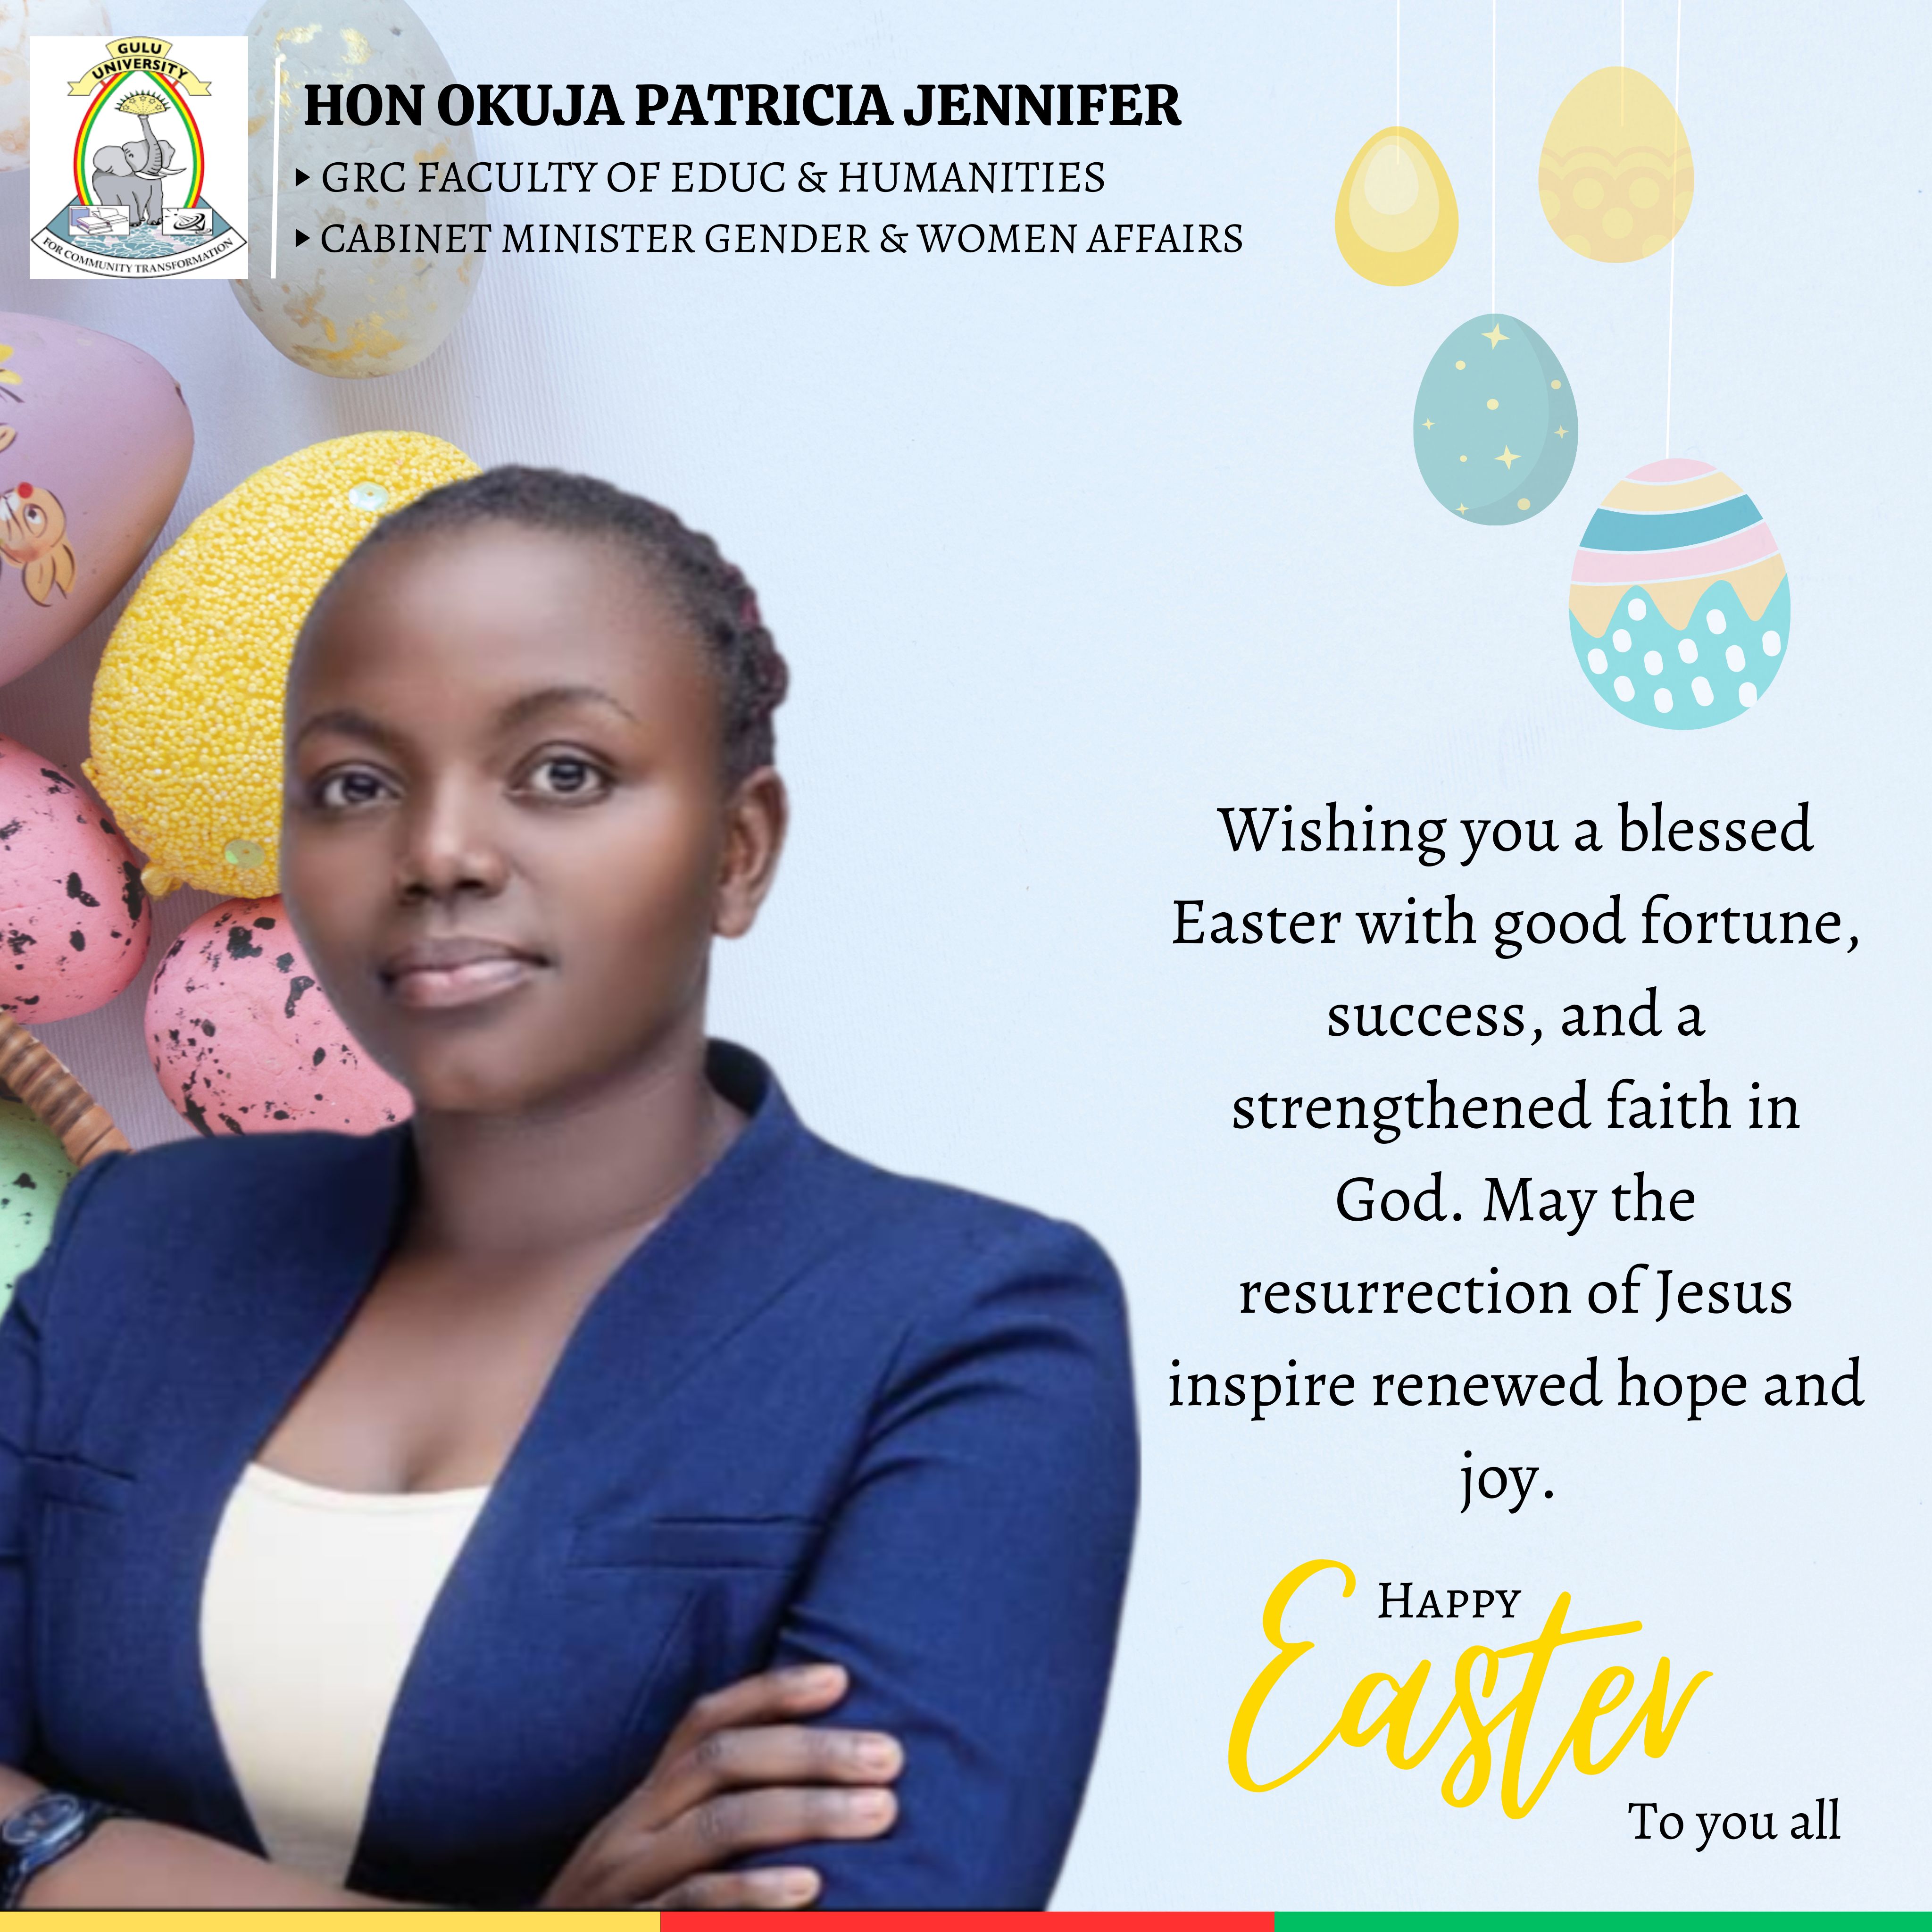 GULU
UNIVERSITY
FOR COMMUNITY TRANSFORMATION
HON OKUJA PATRICIA JENNIFER
GRC FACULTY OF EDUC & HUMANITIES
CABINET MINISTER GENDER & WOMEN AFFAIRS
Wishing you a blessed
Easter with good fortune,
success, and a
strengthened faith in
God. May the
resurrection of Jesus
inspire renewed hope and
joy.
HAPPY
Easter
To you all